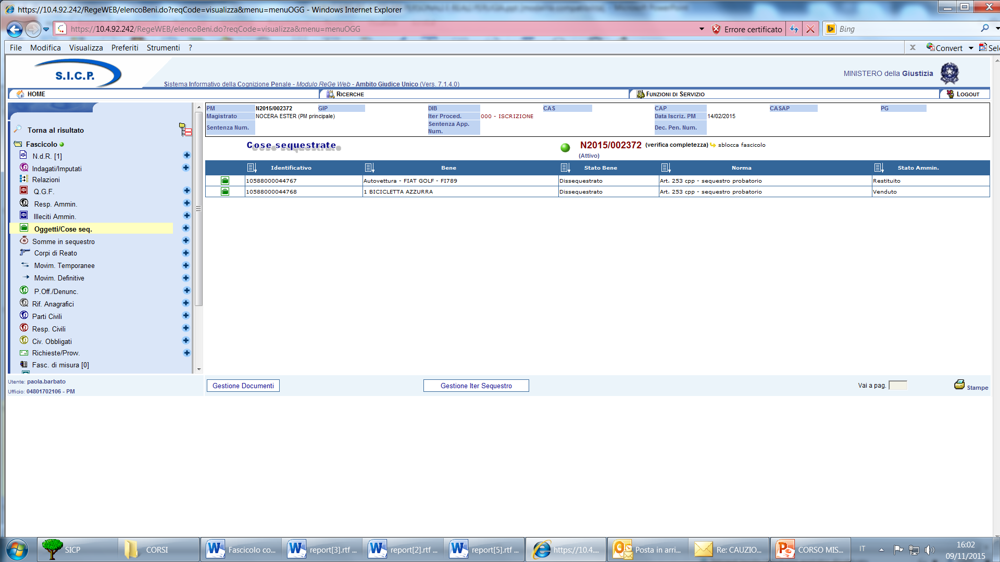 https://10.4.92.242/RegeWEB/elencoBeni.do?reqCode=visualizza&menu=menuOGG - Windows Internet Explorer
https://10.4.92.242/RegeWEB/elencoBeni.do?reqCode=visualizza&menu=menuOGG Errore certificato Bing
File Modifica Visualizza Preferiti Strumenti ? x Convert Sele
S.I.C.P.
Sistema Informativo della Cognizione Penale - Modulo ReGe Web - Ambito Giudice Unico (Vers. 7.1.4.0)
MINISTERO della Giustizia
HOME RICERCHE FUNZIONI DI SERVIZIO LOGOUT
PM N2015/002372 GIP DIB CAS CAP CASAP PG
Magistrato NOCERA ESTER (PM principale) Iter Proced. 000 - ISCRIZIONE Data Iscriz. PM 14/02/2015
Sentenza Num. Sentenza App. Num. Dec. Pen. Num.
Torna al risultato
Fascicolo
N.d.R. [1]
Indagati/Imputati
Relazioni
Q.G.F.
Resp. Ammin.
Illeciti Ammin.
Oggetti/Cose seq.
Somme in sequestro
Corpi di Reato
Movim. Temporanee
Movim. Definitive
P.Off./Denunc.
Rif. Anagrafici
Parti Civili
Resp. Civili
Civ. Obbligati
Richieste/Provv.
Fasc. di misura [0]
Utente: paola.barbato
Ufficio: 04801702106 - PM
Cose sequestrate
N2015/002372 (verifica completezza) sblocca fascicolo
(Attivo)
Identificativo Bene Stato Bene Norma Stato Ammin.
10588000044767 Autovettura - FIAT GOLF - FI789 Dissequestrato Art. 253 cpp - sequestro probatorio Restituito
10588000044768 1 BICICLETTA AZZURRA Dissequestrato Art. 253 cpp - sequestro probatorio Venduto
Gestione Documenti Gestione Iter Sequestro Vai a pag. Stampe
SICP CORSI Fascicolo co... report[3].rtf ... report[2].rtf ... report[5].rtf ... https://10.4.... Posta in arri... Re: CAUZIO... CORSO MIS... IT 16:02
09/11/2015